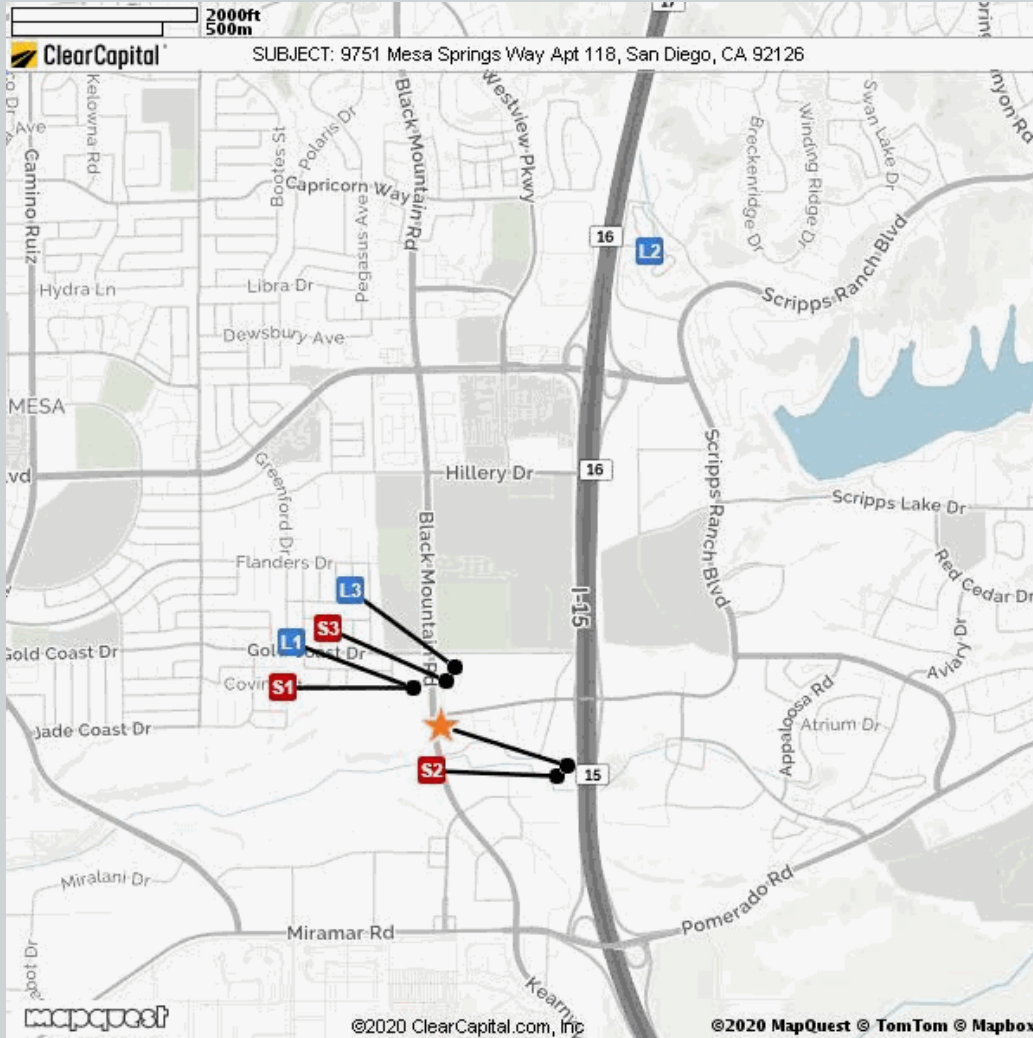 2000ft
500m
17
ClearCapital
SUBJECT: 9751 Mesa Springs Way Apt 118, San Diego, CA 92126
Kelowna Rd
Camino Ruiz
Bootes St
Polaris Dr
Black Mountain Rd
Westview Pkwy
Breckenridge Dr
Winding Ridge Dr
Swan Lake Dr
Capricorn Way
Pegasus Ave
16
L2
Scripps Ranch Blvd
Hydra Ln
Libra Dr
Dewsbury Ave
MESA
Hillery Dr
16
Greenford Dr
Scripps Ranch Blvd
Scripps Lake Dr
Black Mountain Rd
Flanders Dr
I-15
Red Cedar Dr
L3
S3
L1
Gold Coast Dr
Gold Coast Dr
Aviary Dr
S1
Appaloosa Rd
Jade Coast Dr
Atrium Dr
S2
15
Miralani Dr
Pomerado Rd
Miramar Rd
mapquest
©2020 ClearCapital.com, Inc
©2020 MapQuest © TomTom © Mapbox